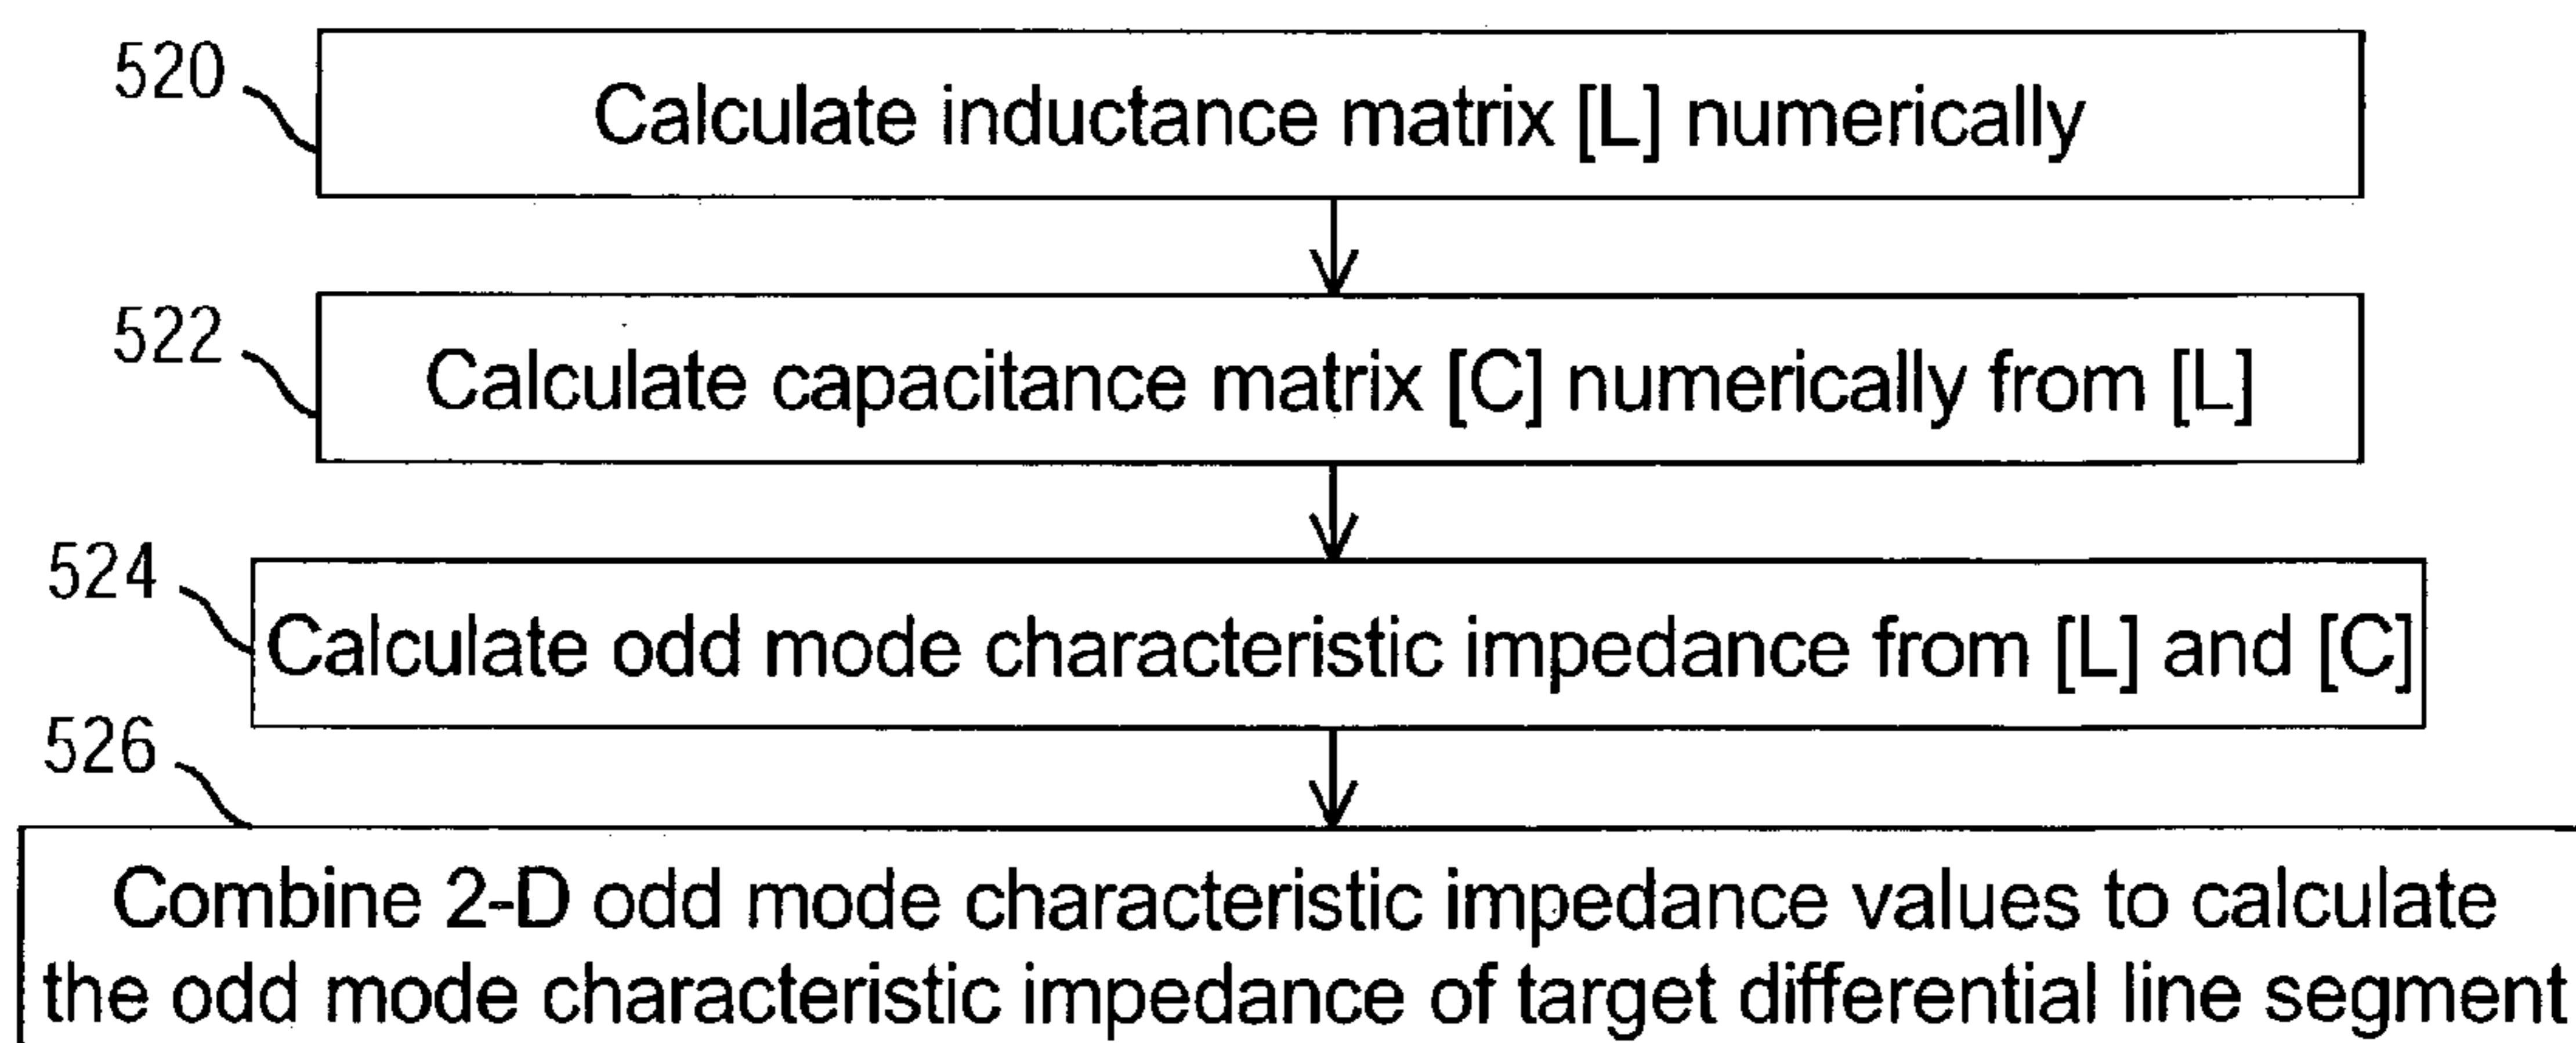 520
Calculate inductance matrix [L] numerically
522
Calculate capacitance matrix [C] numerically from [L]
524
Calculate odd mode characteristic impedance from [L] and [C]
526
Combine 2-D odd mode characteristic impedance values to calculate
the odd mode characteristic impedance of target differential line segment